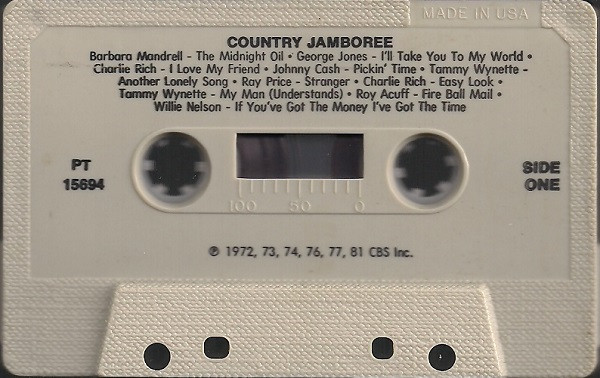 MADE IN USA
COUNTRY JAMBOREE
Barbara Mandrell - The Midnight Oil • George Jones - I'll Take You To My World •
Charlie Rich - I Love My Friend • Johnny Cash - Pickin' Time • Tammy Wynette -
Another Lonely Song • Ray Price - Stranger • Charlie Rich - Easy Look •
Tammy Wynette - My Man (Understands) • Roy Acuff - Fire Ball Mail •
Willie Nelson - If You've Got The Money I've Got The Time
PT
15694
SIDE
ONE
100 50 0
℗ 1972, 73, 74, 76, 77, 81 CBS Inc.